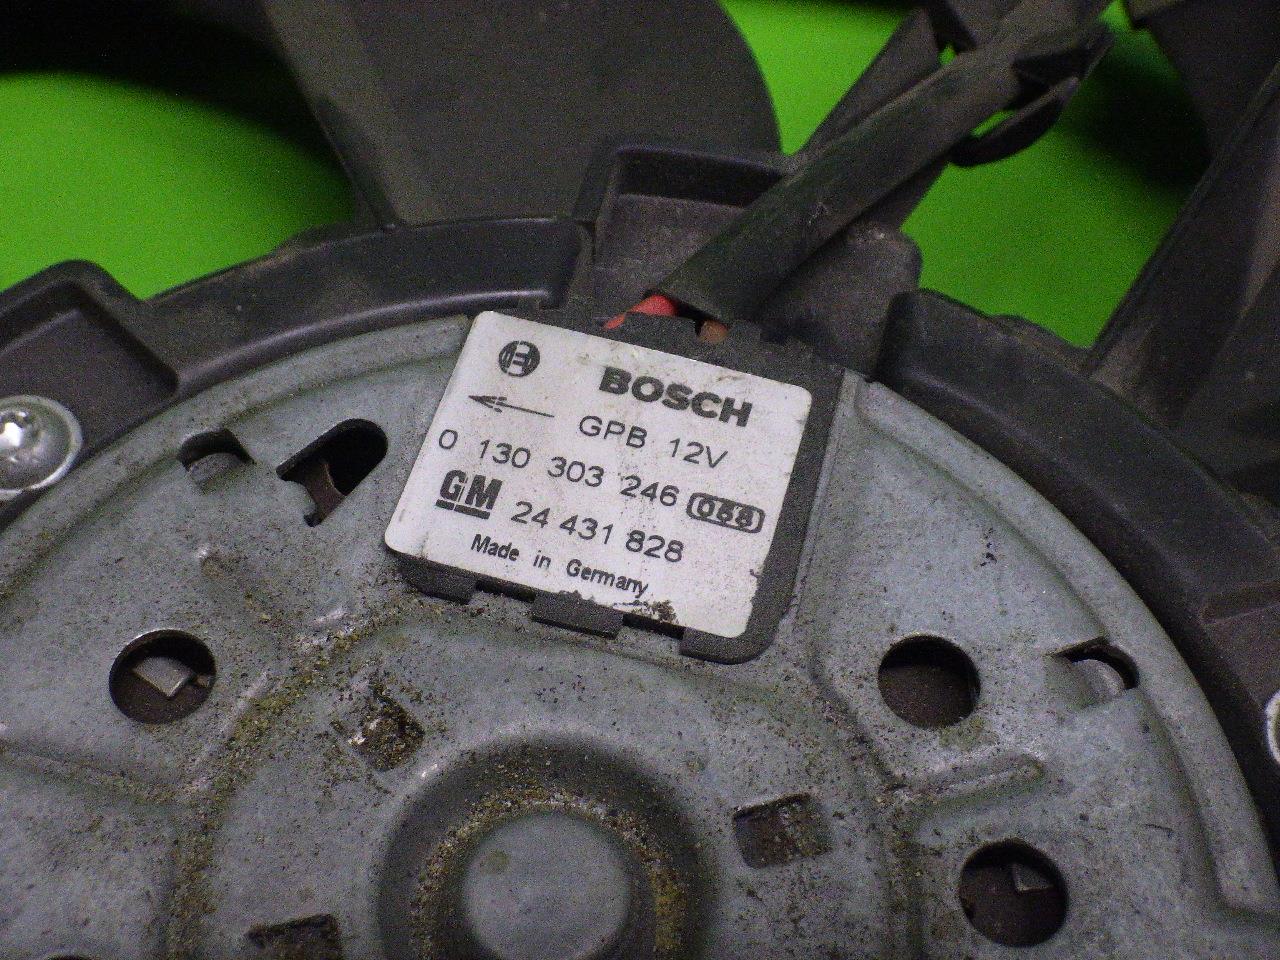 BOSCH
GPB 12V
0 130 303 246 088
GM 24 431 828
Made in Germany